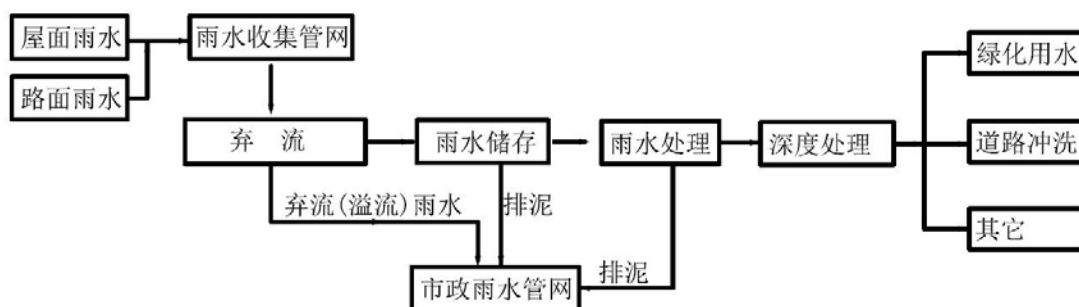 屋面雨水
雨水收集管网
绿化用水
路面雨水
弃 流
雨水储存
雨水处理
深度处理
道路冲洗
弃流(溢流)雨水
排泥
其它
排泥
市政雨水管网